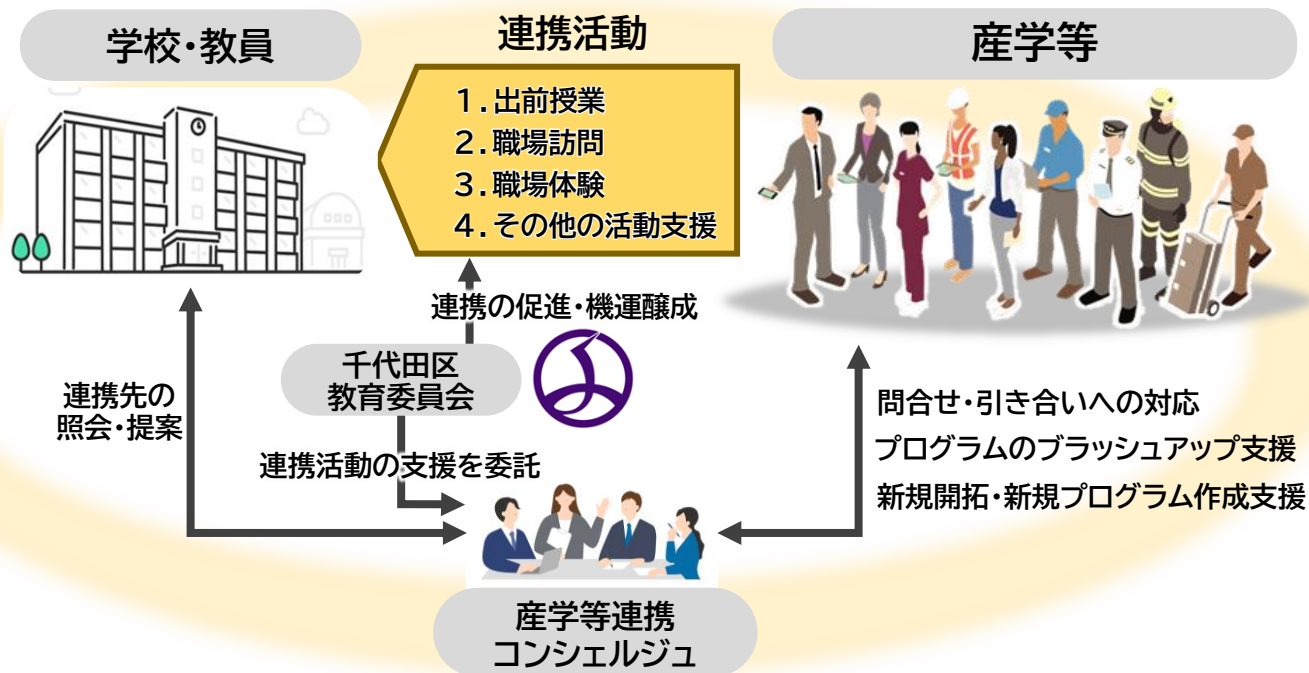 学校・教員
連携活動
産学等
1.出前授業
2.職場訪問
3.職場体験
4.その他の活動支援
連携の促進・機運醸成
千代田区
教育委員会
連携先の
照会・提案
連携活動の支援を委託
問合せ・引き合いへの対応
プログラムのブラッシュアップ支援
新規開拓・新規プログラム作成支援
産学等連携
コンシェルジュ